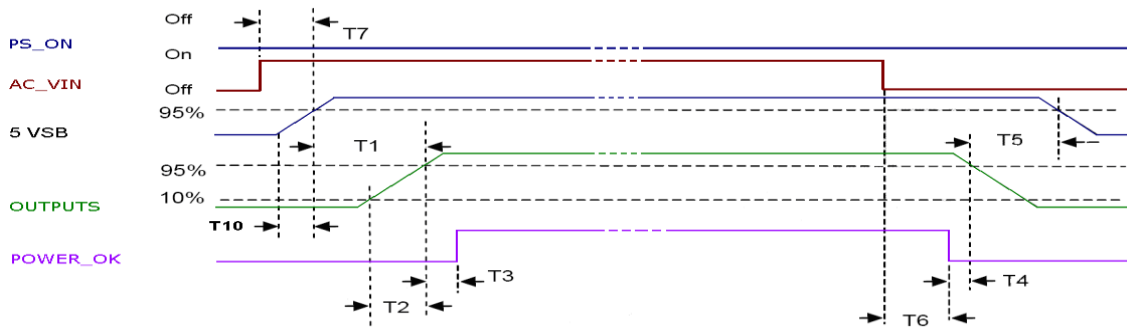 Off
T7
PS_ON
On
AC_VIN
Off
95%
5 VSB
T1
T5
95%
10%
OUTPUTS
T10
POWER_OK
T3
T4
T2
T6